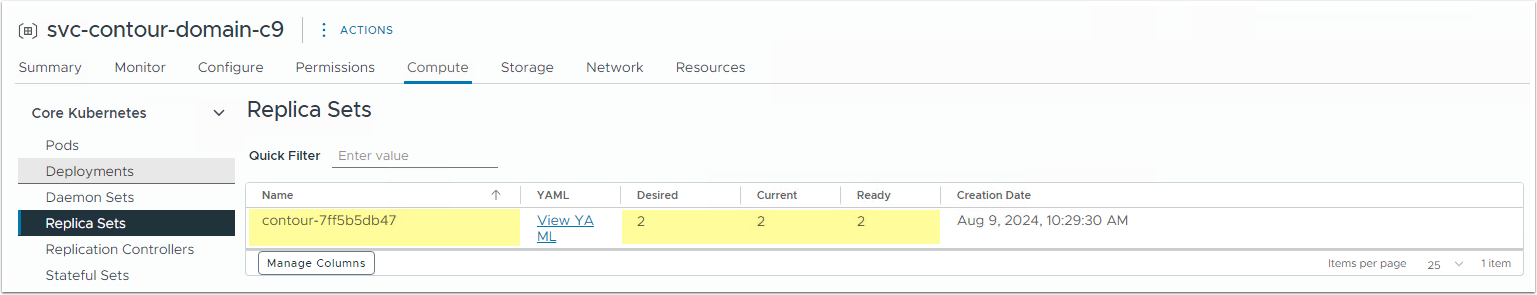 svc-contour-domain-c9
ACTIONS
Summary Monitor Configure Permissions Compute Storage Network Resources
Core Kubernetes
Pods
Deployments
Daemon Sets
Replica Sets
Replication Controllers
Stateful Sets
Replica Sets
Quick Filter Enter value
Name YAML Desired Current Ready Creation Date
contour-7ff5b5db47 View YA 2 2 2 Aug 9, 2024, 10:29:30 AM
ML
Manage Columns Items per page 25 1 item